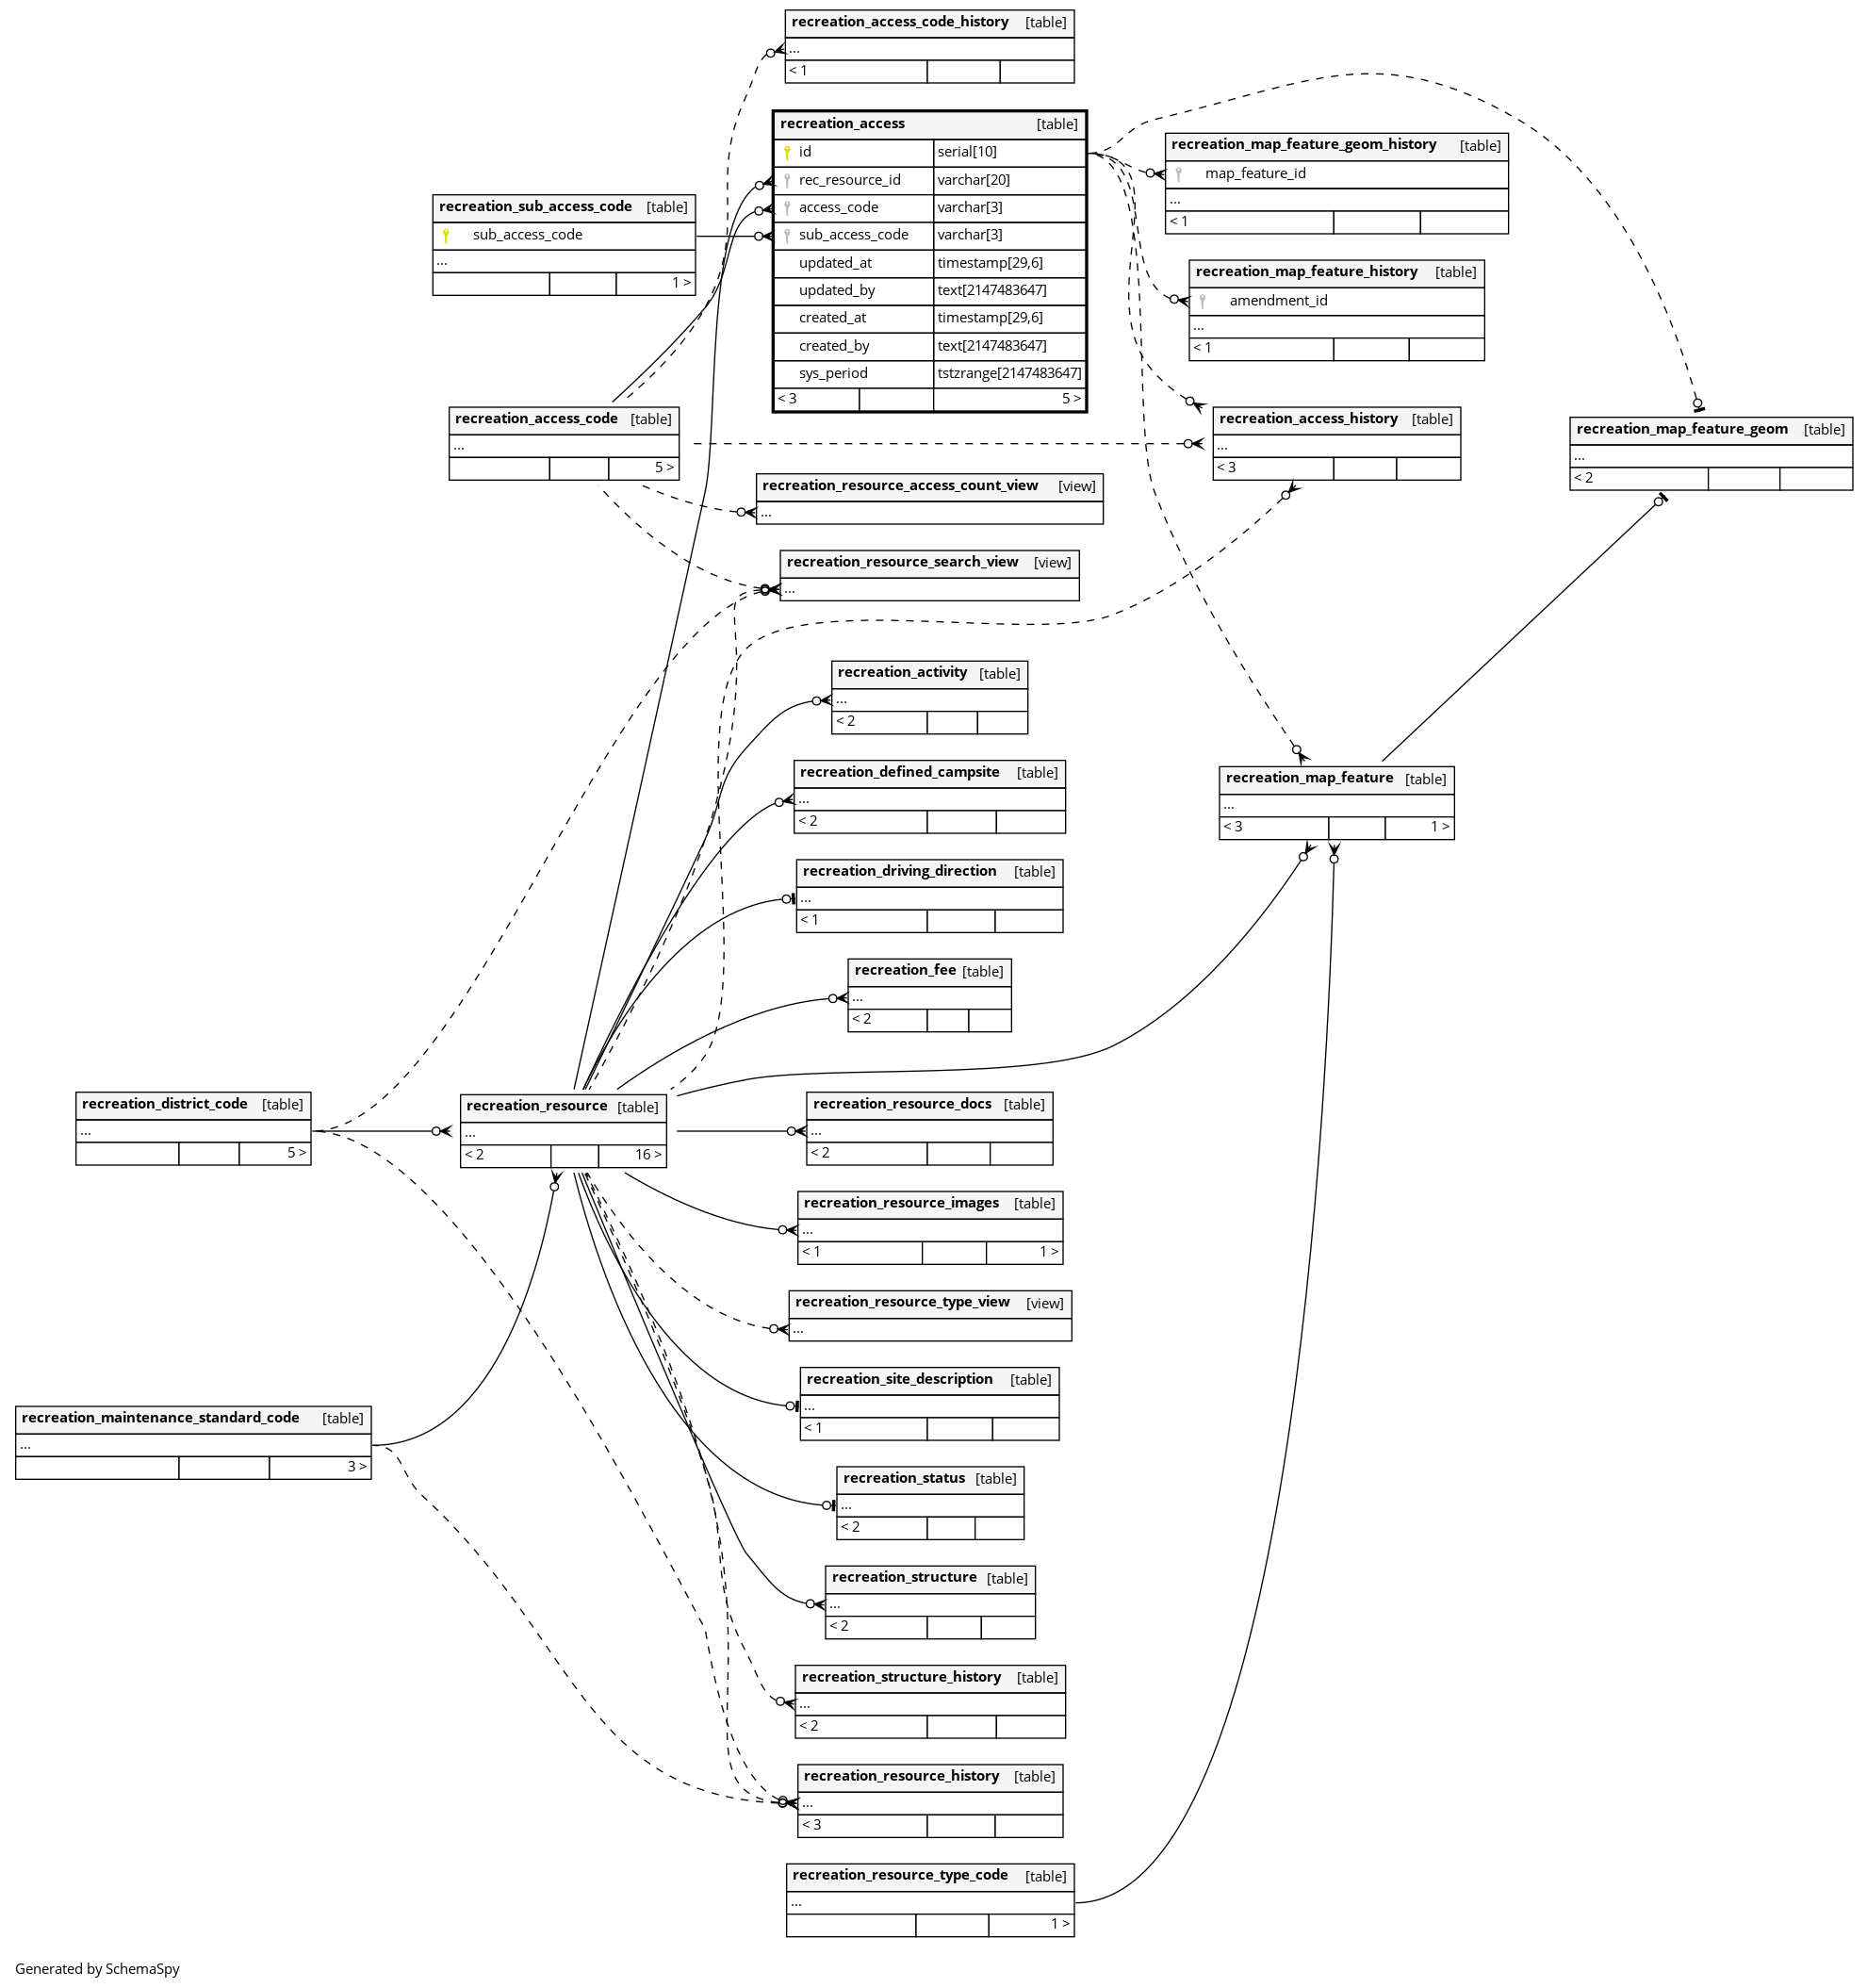 recreation_access_code_history [table]
...
< 1
recreation_access [table]
id serial[10]
rec_resource_id varchar[20]
access_code varchar[3]
sub_access_code varchar[3]
updated_at timestamp[29,6]
updated_by text[2147483647]
created_at timestamp[29,6]
created_by text[2147483647]
sys_period tstzrange[2147483647]
< 3 5 >
recreation_map_feature_geom_history [table]
map_feature_id
...
< 1
recreation_sub_access_code [table]
sub_access_code
...
1 >
recreation_map_feature_history [table]
amendment_id
...
< 1
recreation_access_code [table]
...
5 >
recreation_access_history [table]
...
< 3
recreation_map_feature_geom [table]
...
< 2
recreation_resource_access_count_view [view]
...
recreation_resource_search_view [view]
...
recreation_activity [table]
...
< 2
recreation_defined_campsite [table]
...
< 2
recreation_map_feature [table]
...
< 3 1 >
recreation_driving_direction [table]
...
< 1
recreation_fee [table]
...
< 2
recreation_district_code [table]
...
5 >
recreation_resource [table]
...
< 2 16 >
recreation_resource_docs [table]
...
< 2
recreation_resource_images [table]
...
< 1 1 >
recreation_resource_type_view [view]
...
recreation_site_description [table]
...
< 1
recreation_maintenance_standard_code [table]
...
3 >
recreation_status [table]
...
< 2
recreation_structure [table]
...
< 2
recreation_structure_history [table]
...
< 2
recreation_resource_history [table]
...
< 3
recreation_resource_type_code [table]
...
1 >
Generated by SchemaSpy